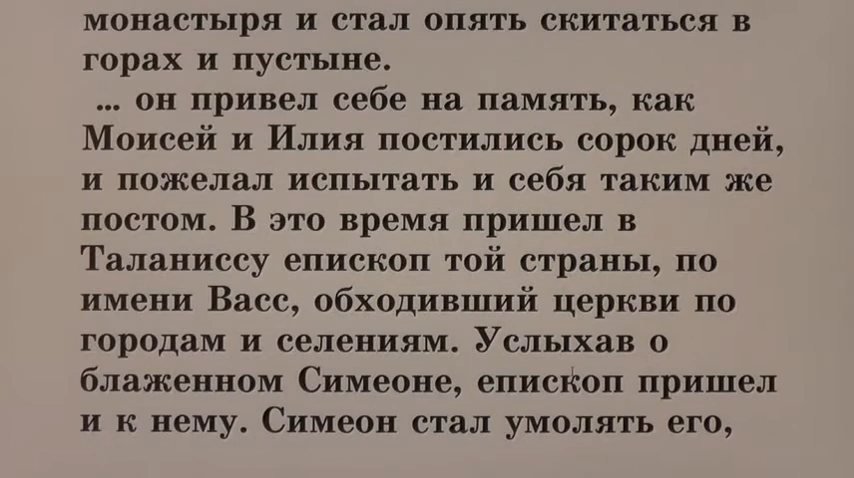 монастыря и стал опять скитаться в
горах и пустыне.
... он привел себе на память, как
Моисей и Илия постились сорок дней,
и пожелал испытать и себя таким же
постом. В это время пришел в
Таланиссу епископ той страны, по
имени Васс, обходивший церкви по
городам и селениям. Услыхав о
блаженном Симеоне, епископ пришел
и к нему. Симеон стал умолять его,